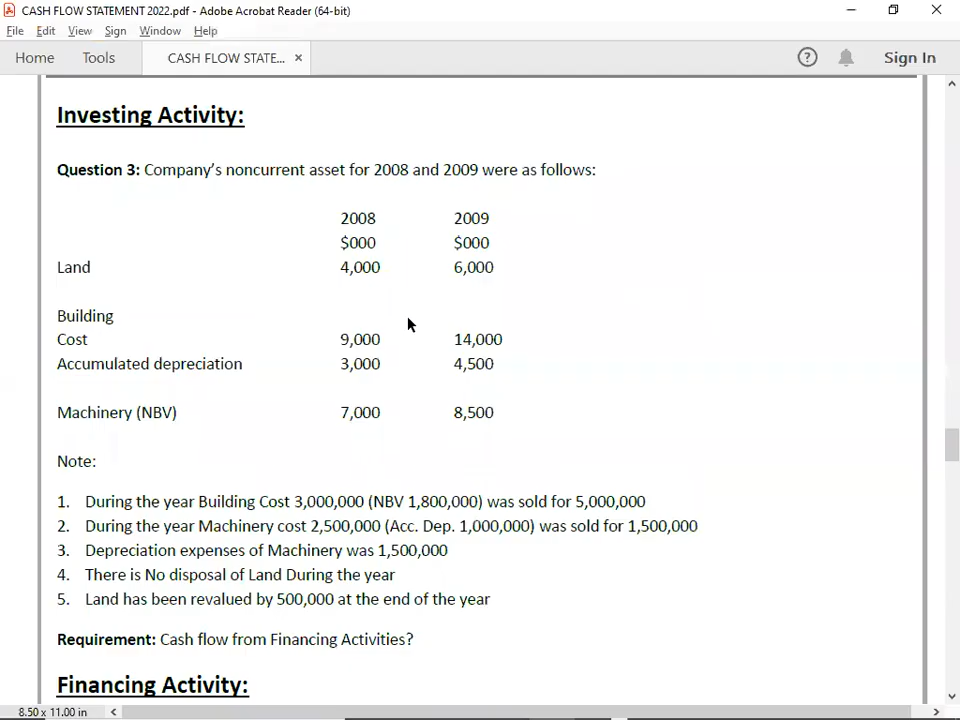 CASH FLOW STATEMENT 2022.pdf - Adobe Acrobat Reader (64-bit)
File Edit View Sign Window Help
Home Tools CASH FLOW STATE... × Sign In
Investing Activity:
Question 3: Company's noncurrent asset for 2008 and 2009 were as follows:
2008 2009
$000 $000
Land 4,000 6,000
Building
Cost 9,000 14,000
Accumulated depreciation 3,000 4,500
Machinery (NBV) 7,000 8,500
Note:
1. During the year Building Cost 3,000,000 (NBV 1,800,000) was sold for 5,000,000
2. During the year Machinery cost 2,500,000 (Acc. Dep. 1,000,000) was sold for 1,500,000
3. Depreciation expenses of Machinery was 1,500,000
4. There is No disposal of Land During the year
5. Land has been revalued by 500,000 at the end of the year
Requirement: Cash flow from Financing Activities?
Financing Activity:
8.50 x 11.00 in